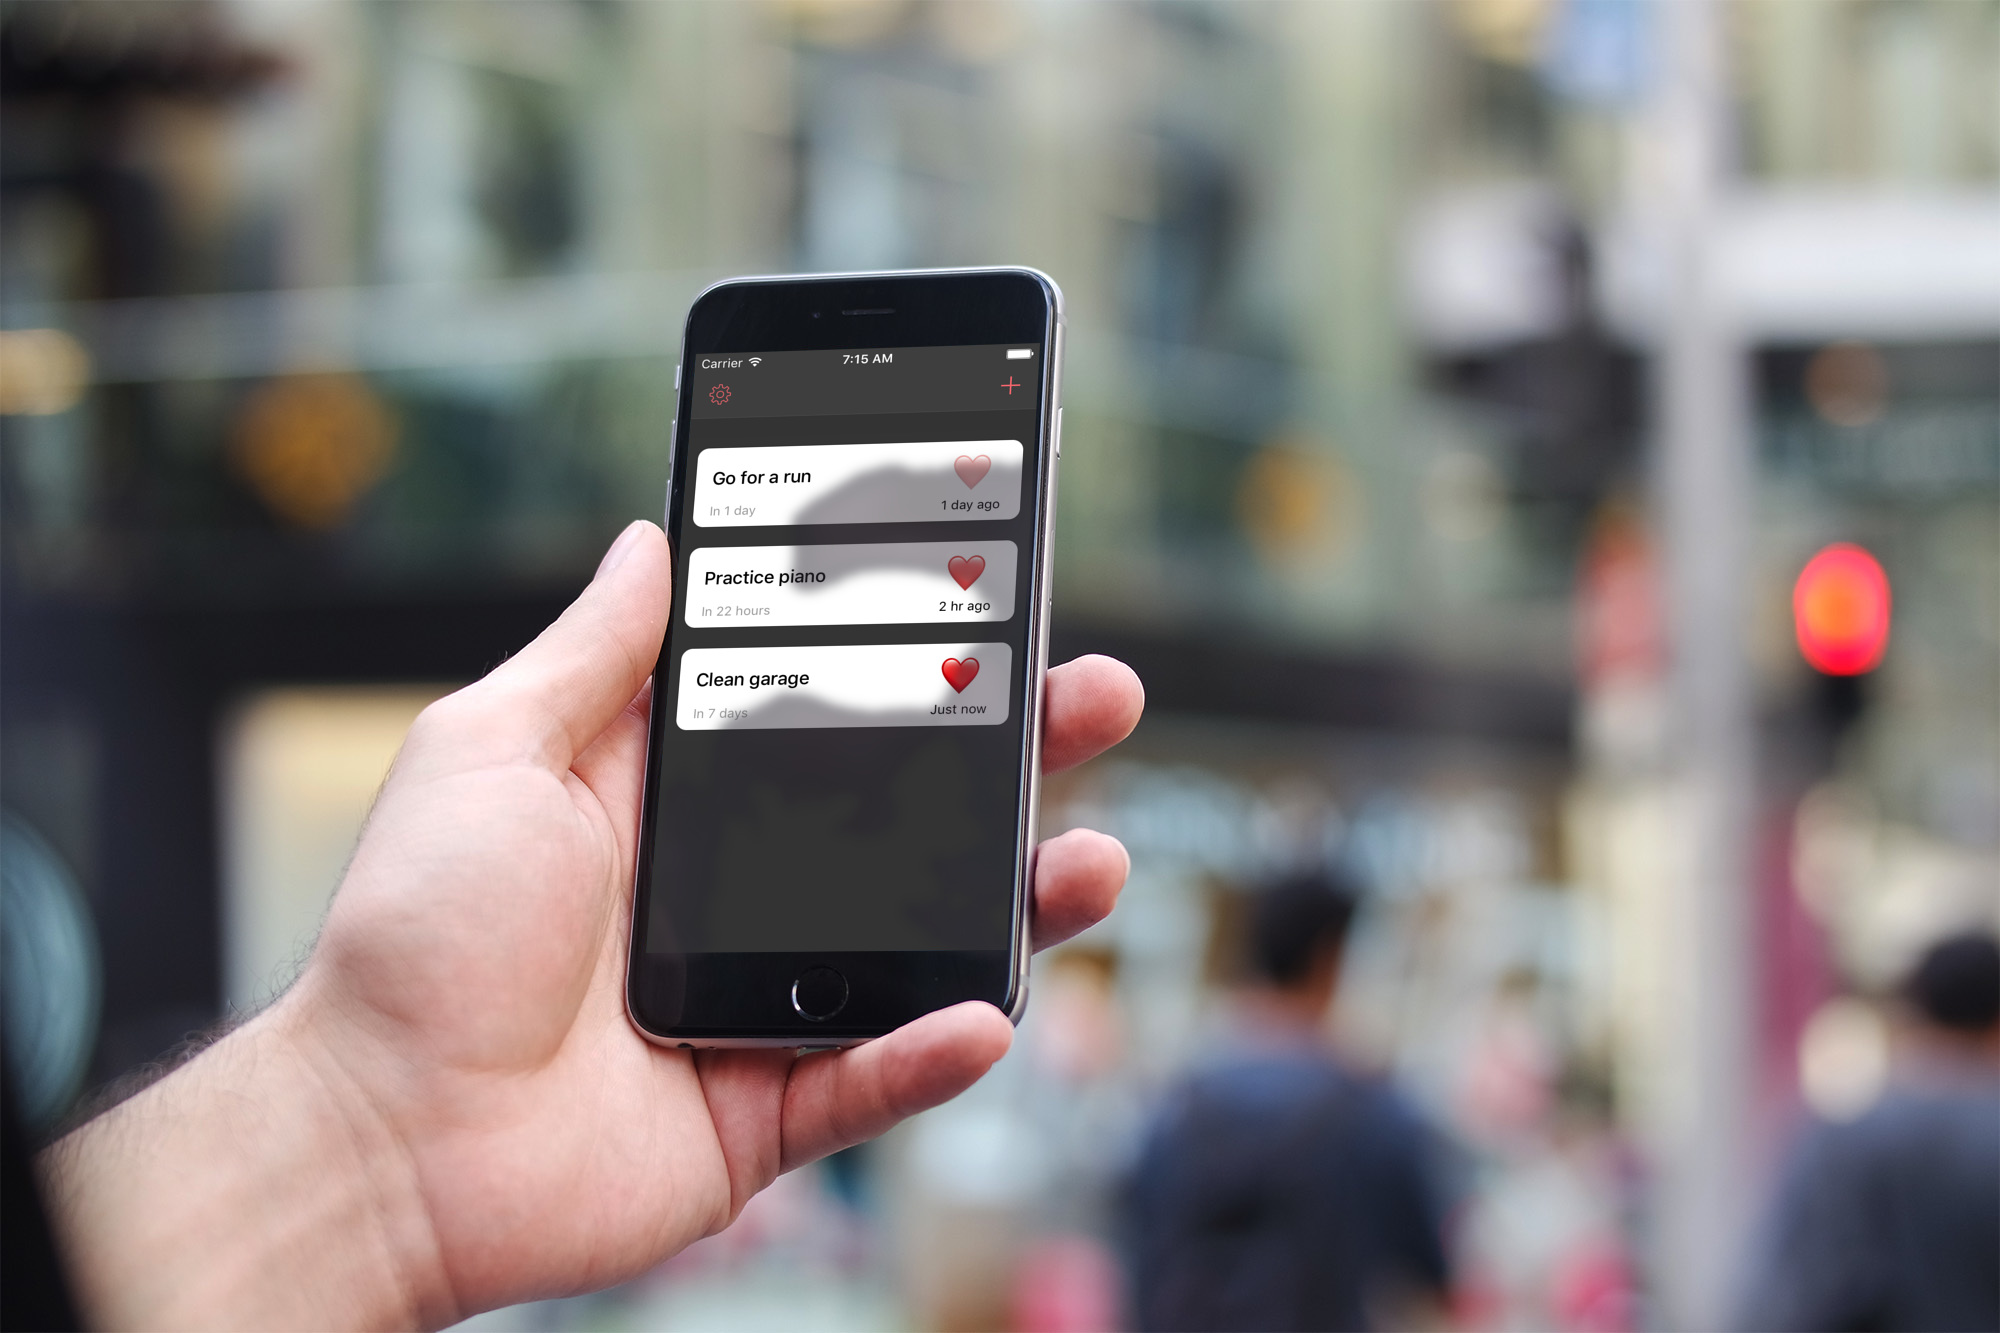 Carrier 7:15 AM
Go for a run
In 1 day 1 day ago
Practice piano
In 22 hours 2 hr ago
Clean garage
In 7 days Just now